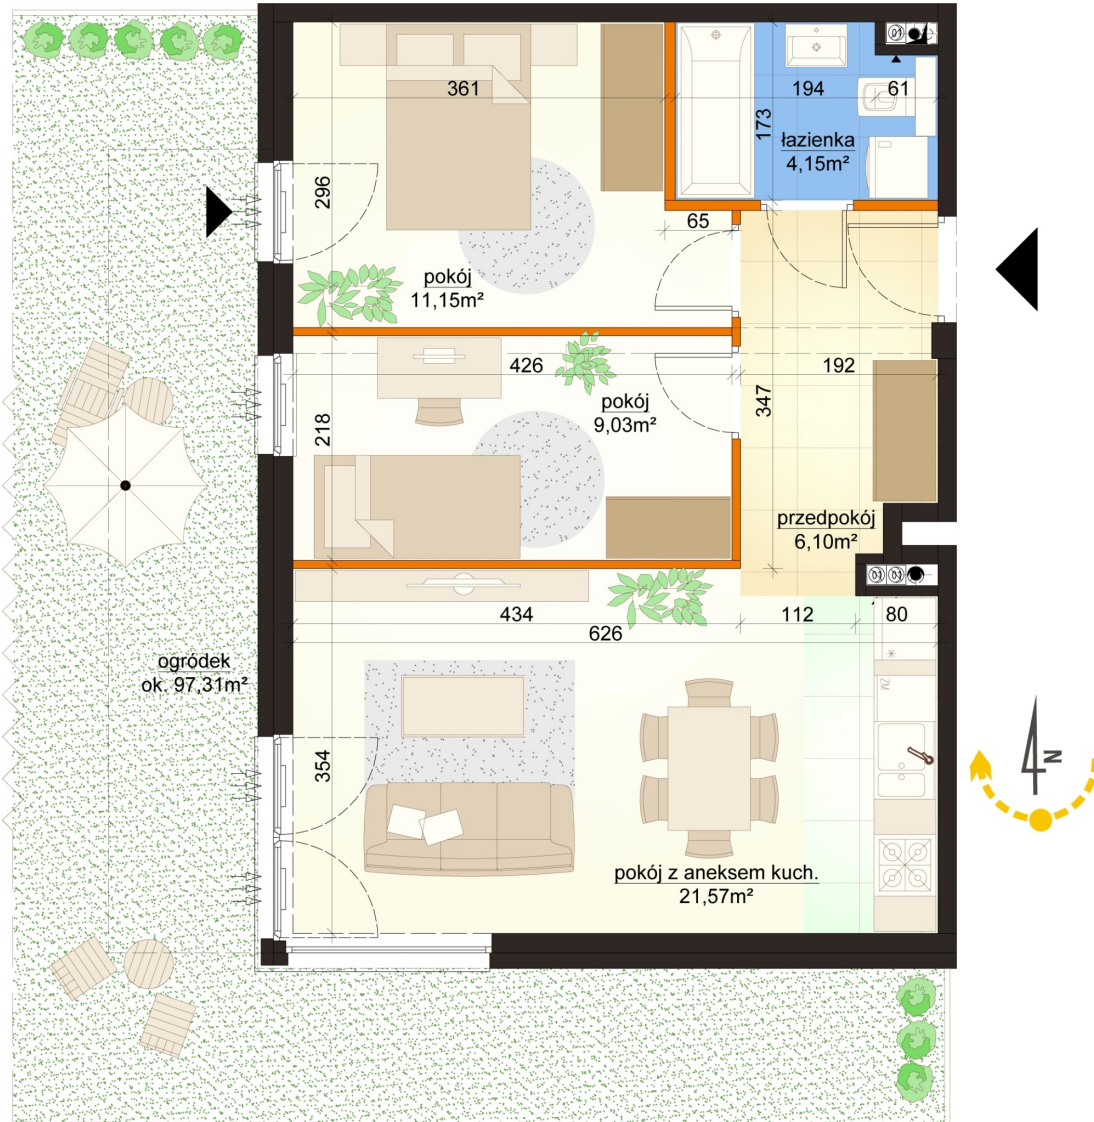 361
194
61
173
łazienka
4,15m²
296
65
pokój
11,15m²
426
192
347
pokój
9,03m²
218
przedpokój
6,10m²
434
112
80
626
ogródek
ok. 97,31m²
ZM
354
N
pokój z aneksem kuch.
21,57m²